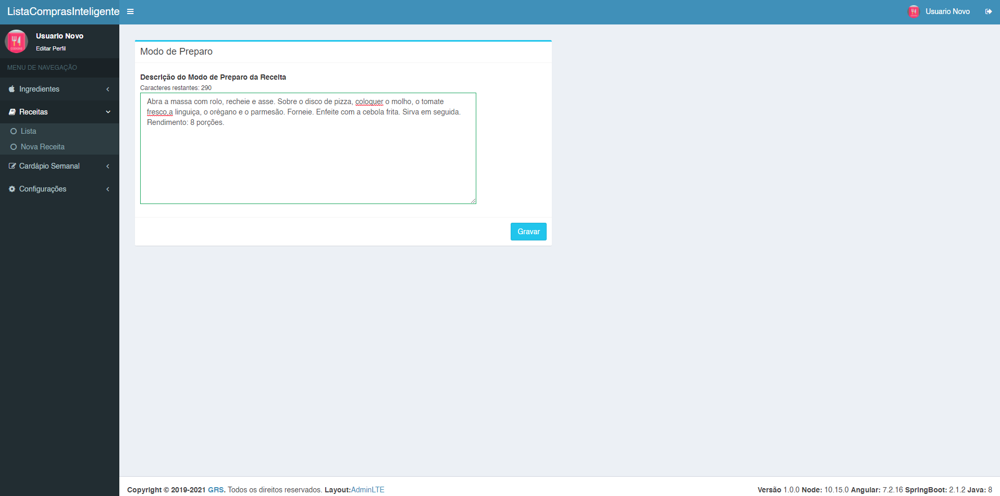 ListaComprasInteligente
Usuario Novo
Usuario Novo
Editar Perfil
MENU DE NAVEGAÇÃO
Ingredientes
Receitas
Lista
Nova Receita
Cardápio Semanal
Configurações
Modo de Preparo
Descrição do Modo de Preparo da Receita
Caracteres restantes: 290
Abra a massa com rolo, recheie e asse. Sobre o disco de pizza, coloquer o molho, o tomate
fresco,a linguiça, o orégano e o parmesão. Forneie. Enfeite com a cebola frita. Sirva em seguida.
Rendimento: 8 porções.
Gravar
Copyright © 2019-2021 GRS. Todos os direitos reservados. Layout:AdminLTE
Versão 1.0.0 Node: 10.15.0 Angular: 7.2.16 SpringBoot: 2.1.2 Java: 8